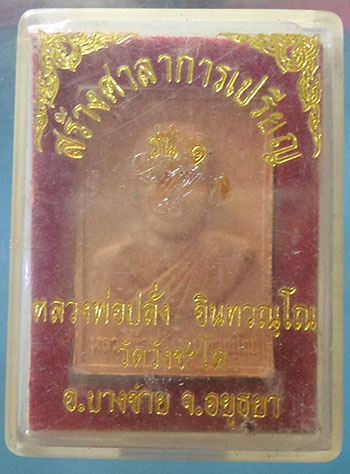 สร้างศาลาการเปรียญ
รุ่น ๑
หลวงพ่อปลั่ง อินทวณฺโณ
วัดวังชะโด
อ.บางซ้าย จ.อยุธยา